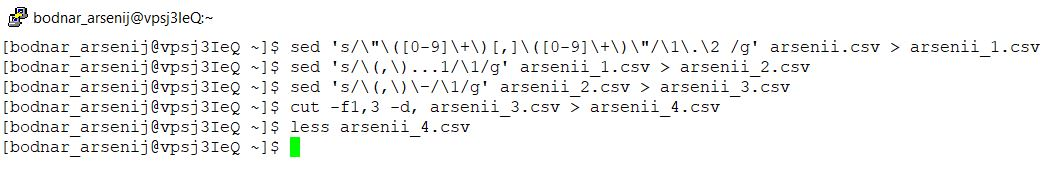 bodnar_arsenij@vpsj3IeQ:~
[bodnar_arsenij@vpsj3IeQ ~]$ sed 's/\"\([0-9]\+\)[,]\([0-9]\+\)\"/\1\.\2 /g' arsenii.csv > arsenii_1.csv
[bodnar_arsenij@vpsj3IeQ ~]$ sed 's/\(,\)...1/\1/g' arsenii_1.csv > arsenii_2.csv
[bodnar_arsenij@vpsj3IeQ ~]$ sed 's/\(,\)\-/\1/g' arsenii_2.csv > arsenii_3.csv
[bodnar_arsenij@vpsj3IeQ ~]$ cut -f1,3 -d, arsenii_3.csv > arsenii_4.csv
[bodnar_arsenij@vpsj3IeQ ~]$ less arsenii_4.csv
[bodnar_arsenij@vpsj3IeQ ~]$